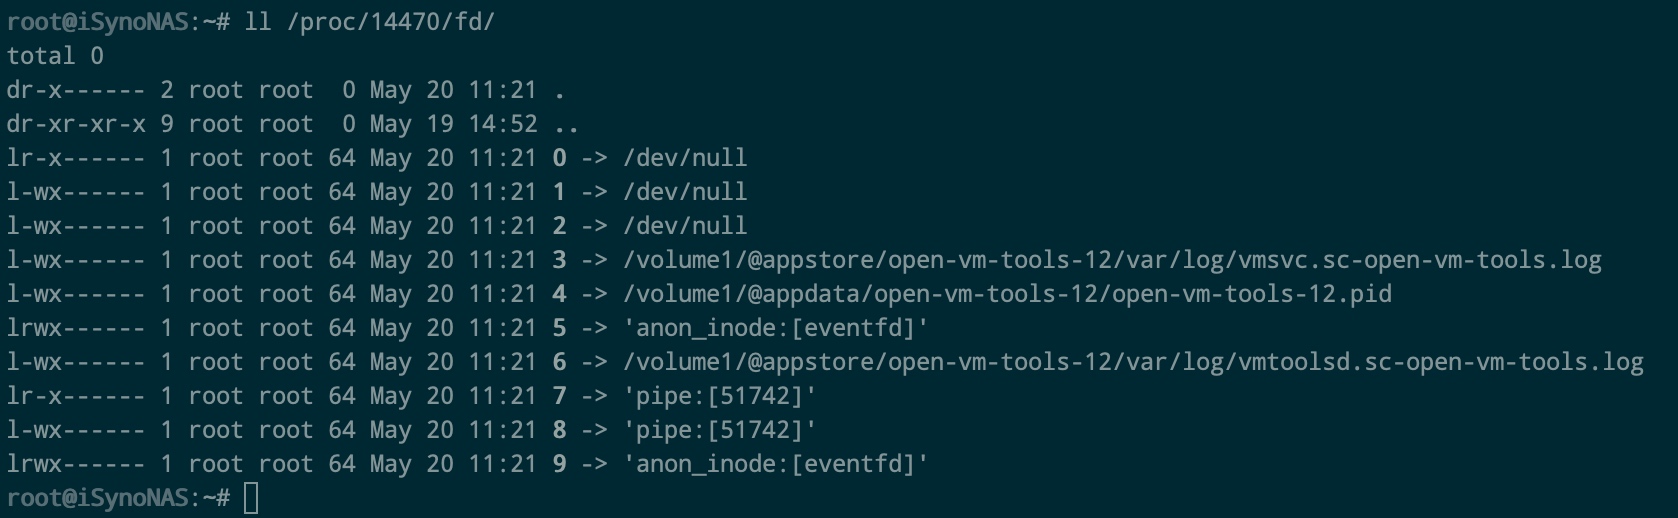 root@iSynoNAS:~# ll /proc/14470/fd/
total 0
dr-x------ 2 root root  0 May 20 11:21 .
dr-xr-xr-x 9 root root  0 May 19 14:52 ..
lr-x------ 1 root root 64 May 20 11:21 0 -> /dev/null
l-wx------ 1 root root 64 May 20 11:21 1 -> /dev/null
l-wx------ 1 root root 64 May 20 11:21 2 -> /dev/null
l-wx------ 1 root root 64 May 20 11:21 3 -> /volume1/@appstore/open-vm-tools-12/var/log/vmsvc.sc-open-vm-tools.log
l-wx------ 1 root root 64 May 20 11:21 4 -> /volume1/@appdata/open-vm-tools-12/open-vm-tools-12.pid
lrwx------ 1 root root 64 May 20 11:21 5 -> 'anon_inode:[eventfd]'
l-wx------ 1 root root 64 May 20 11:21 6 -> /volume1/@appstore/open-vm-tools-12/var/log/vmtoolsd.sc-open-vm-tools.log
lr-x------ 1 root root 64 May 20 11:21 7 -> 'pipe:[51742]'
l-wx------ 1 root root 64 May 20 11:21 8 -> 'pipe:[51742]'
lrwx------ 1 root root 64 May 20 11:21 9 -> 'anon_inode:[eventfd]'
root@iSynoNAS:~#